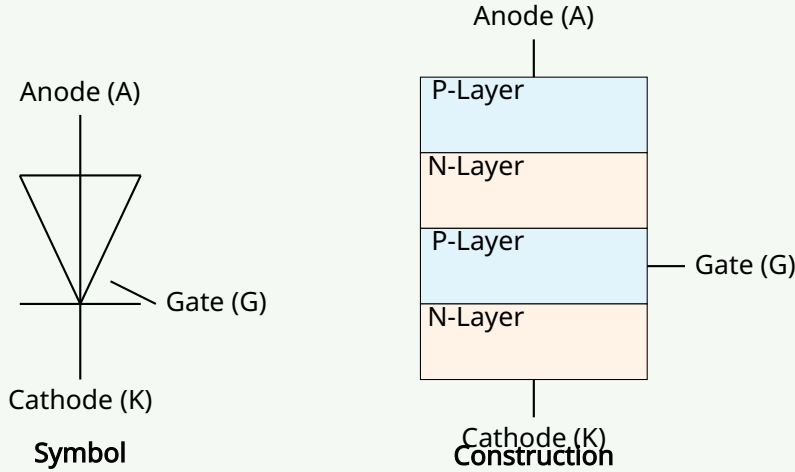 Anode (A)
Gate (G)
Cathode (K)
Symbol
Anode (A)
P-Layer
N-Layer
P-Layer
Gate (G)
N-Layer
Cathode (K)
Construction